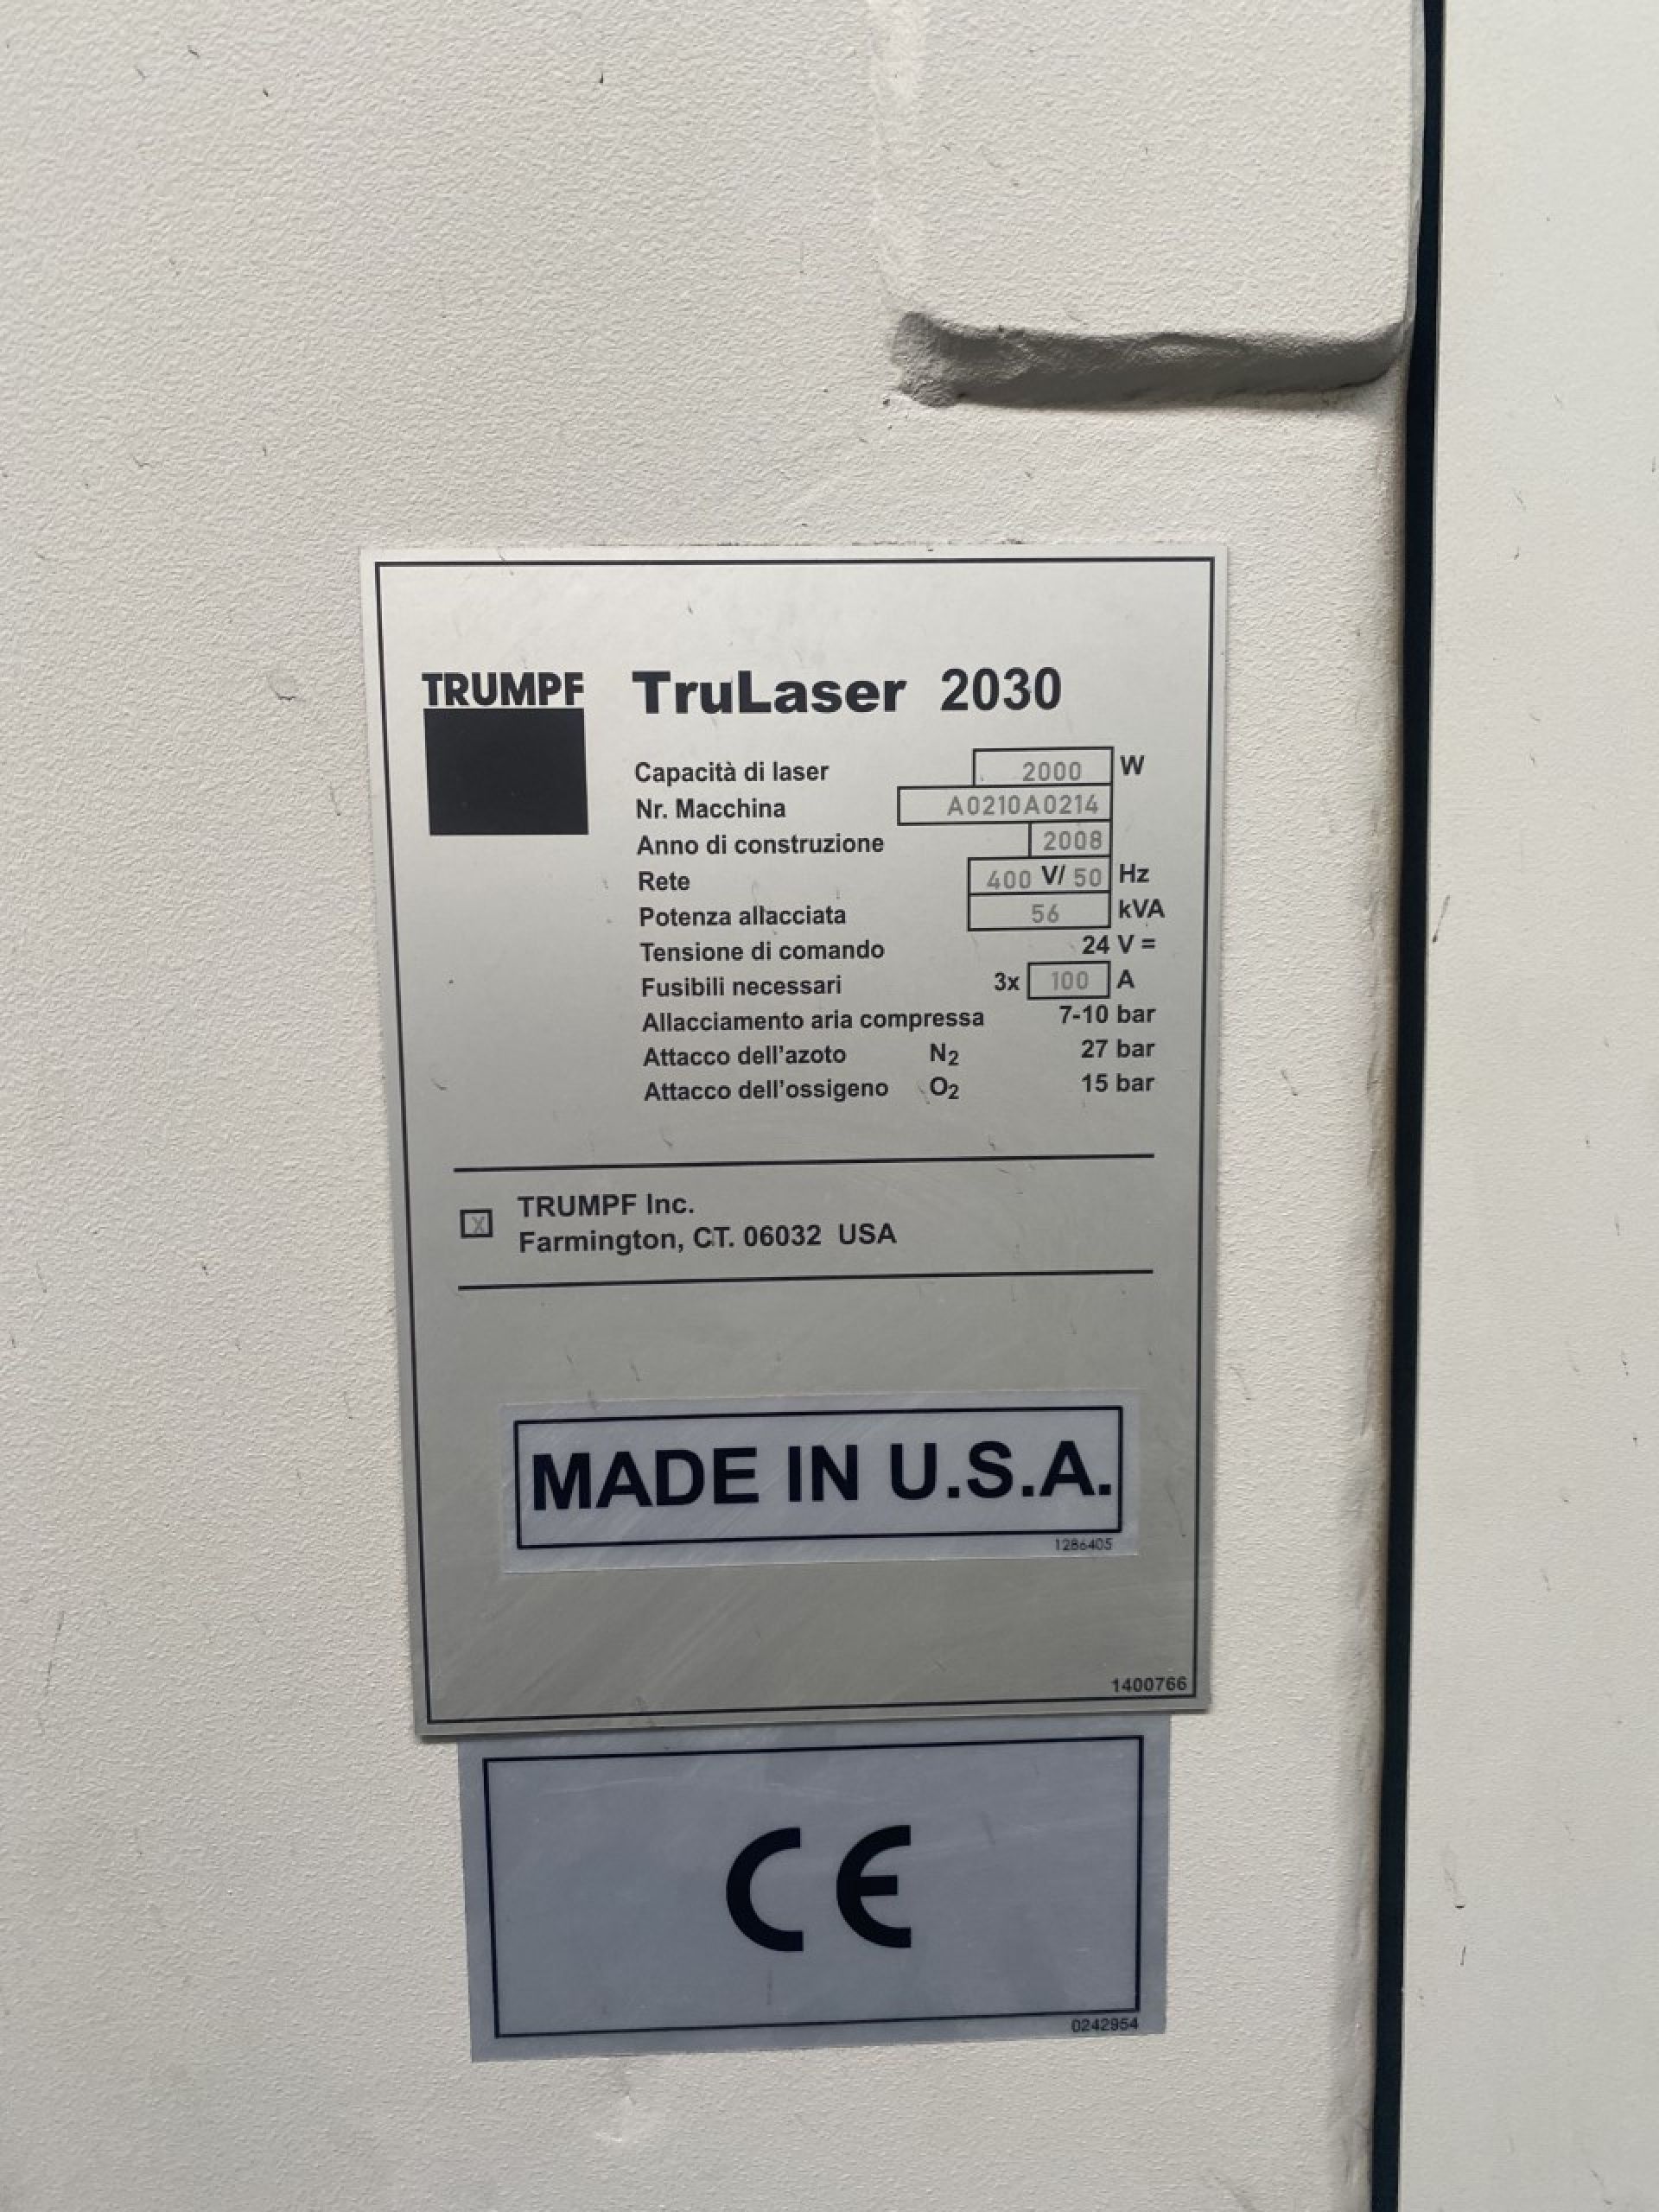 TRUMPF TruLaser 2030
Capacità di laser 2000 W
Nr. Macchina A0210A0214
Anno di construzione 2008
Rete 400 V/ 50 Hz
Potenza allacciata 56 kVA
Tensione di comando 24 V =
Fusibili necessari 3x 100 A
Allacciamento aria compressa 7-10 bar
Attacco dell'azoto N2 27 bar
Attacco dell'ossigeno O2 15 bar
X TRUMPF Inc.
Farmington, CT. 06032 USA
MADE IN U.S.A.
1286405
1400766
CE
0242954